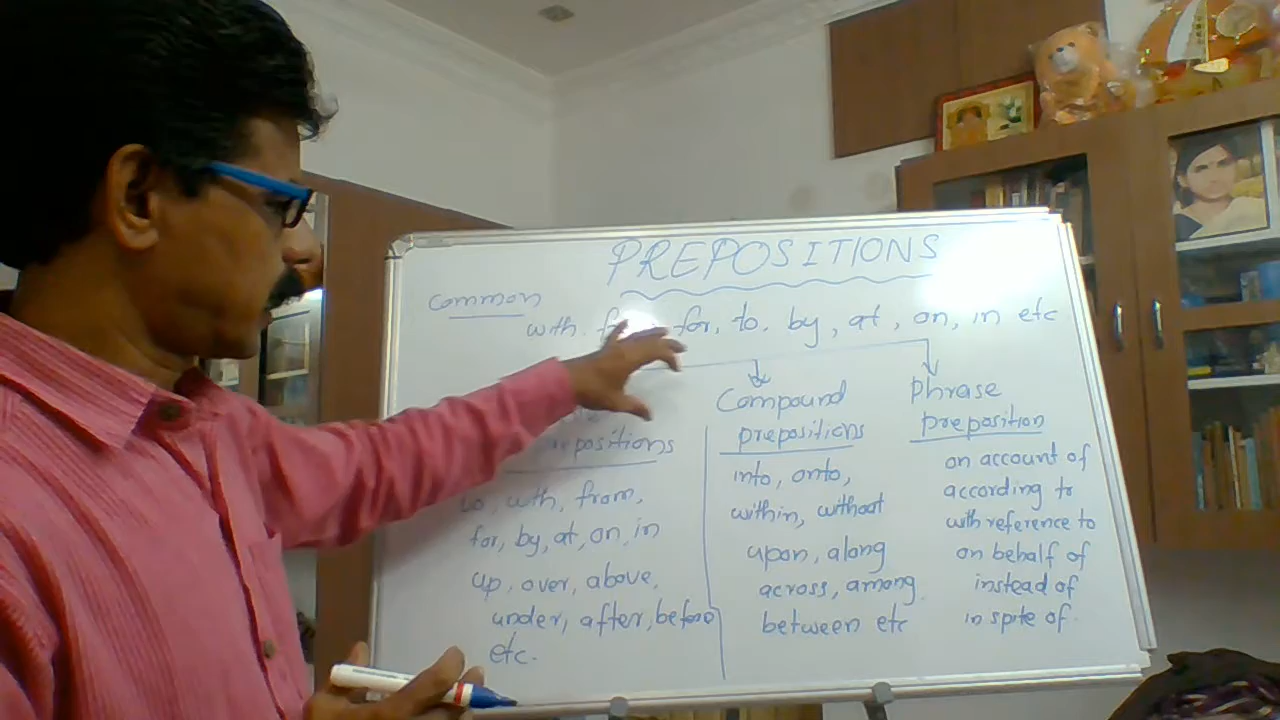 PREPOSITIONS
common
with, for, to, by, at, on, in etc
prepositions
to, with, from,
for, by, at, on, in
up, over, above,
under, after, before
etc.
Compound
prepositions
into, onto,
within, without
upon, along
across, among
between etc
phrase
preposition
on account of
according to
with reference to
on behalf of
instead of
in spite of